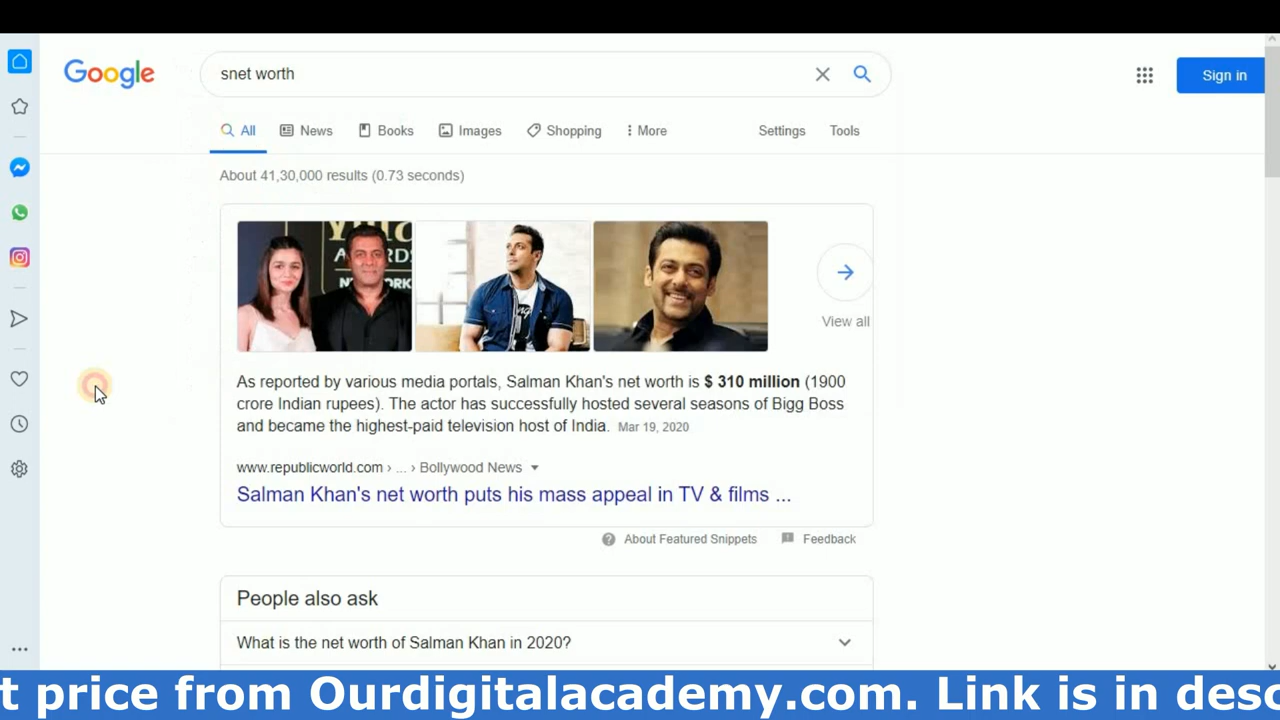 Google
snet worth
Sign in
All
News
Books
Images
Shopping
More
Settings
Tools
About 41,30,000 results (0.73 seconds)
View all
As reported by various media portals, Salman Khan's net worth is $ 310 million (1900
crore Indian rupees). The actor has successfully hosted several seasons of Bigg Boss
and became the highest-paid television host of India. Mar 19, 2020
www.republicworld.com › ... › Bollywood News
Salman Khan's net worth puts his mass appeal in TV & films ...
About Featured Snippets
Feedback
People also ask
What is the net worth of Salman Khan in 2020?
t price from Ourdigitalacademy.com. Link is in desc